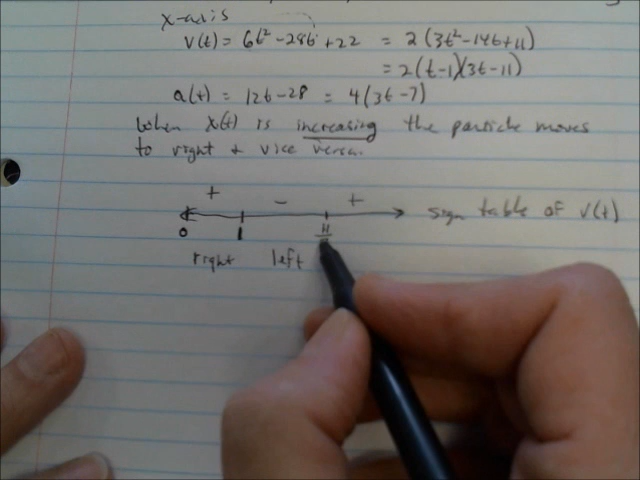 x-axis
v(t) = 6t² - 28t + 22 = 2(3t² - 14t + 11)
= 2(t-1)(3t-11)
a(t) = 12t - 28 = 4(3t-7)
When x(t) is increasing the particle moves
to right & vice versa.
+ - +
sign table of v(t)
0 1 11
right left